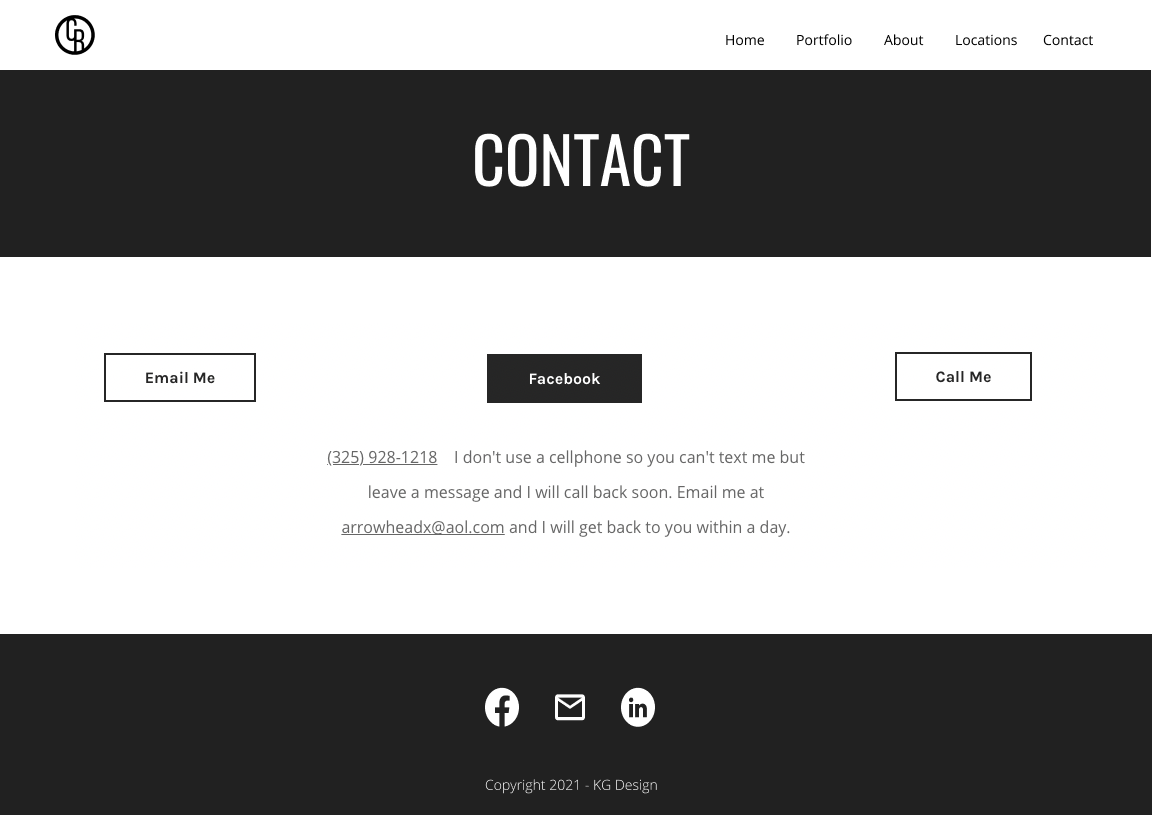 Home Portfolio About Locations Contact
CONTACT
Email Me Facebook Call Me
(325) 928-1218 I don't use a cellphone so you can't text me but
leave a message and I will call back soon. Email me at
arrowheadx@aol.com and I will get back to you within a day.
Copyright 2021 - KG Design